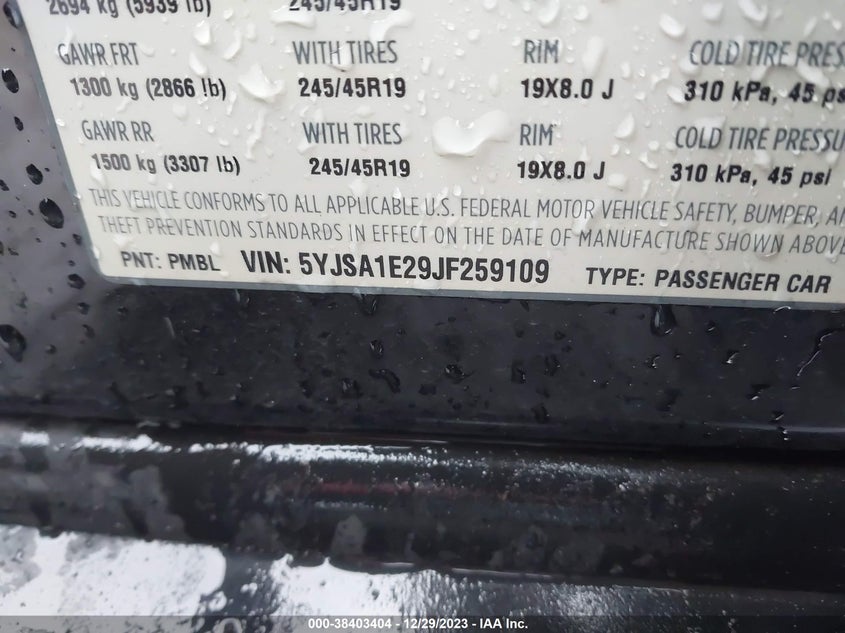 2694 kg (5939 lb) 245/45R19
GAWR FRT WITH TIRES RIM COLD TIRE PRESS
1300 kg (2866 lb) 245/45R19 19X8.0 J 310 kPa, 45 psi
GAWR RR WITH TIRES RIM COLD TIRE PRESSU
1500 kg (3307 lb) 245/45R19 19X8.0 J 310 kPa, 45 psi
THIS VEHICLE CONFORMS TO ALL APPLICABLE U.S. FEDERAL MOTOR VEHICLE SAFETY, BUMPER, AN
THEFT PREVENTION STANDARDS IN EFFECT ON THE DATE OF MANUFACTURE SHOWN ABOVE
PNT: PMBL VIN: 5YJSA1E29JF259109 TYPE: PASSENGER CAR
000-38403404 - 12/29/2023 - IAA Inc.